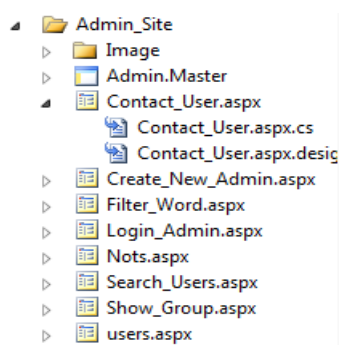 Admin_Site
Image
Admin.Master
Contact_User.aspx
Contact_User.aspx.cs
Contact_User.aspx.desig
Create_New_Admin.aspx
Filter_Word.aspx
Login_Admin.aspx
Nots.aspx
Search_Users.aspx
Show_Group.aspx
users.aspx